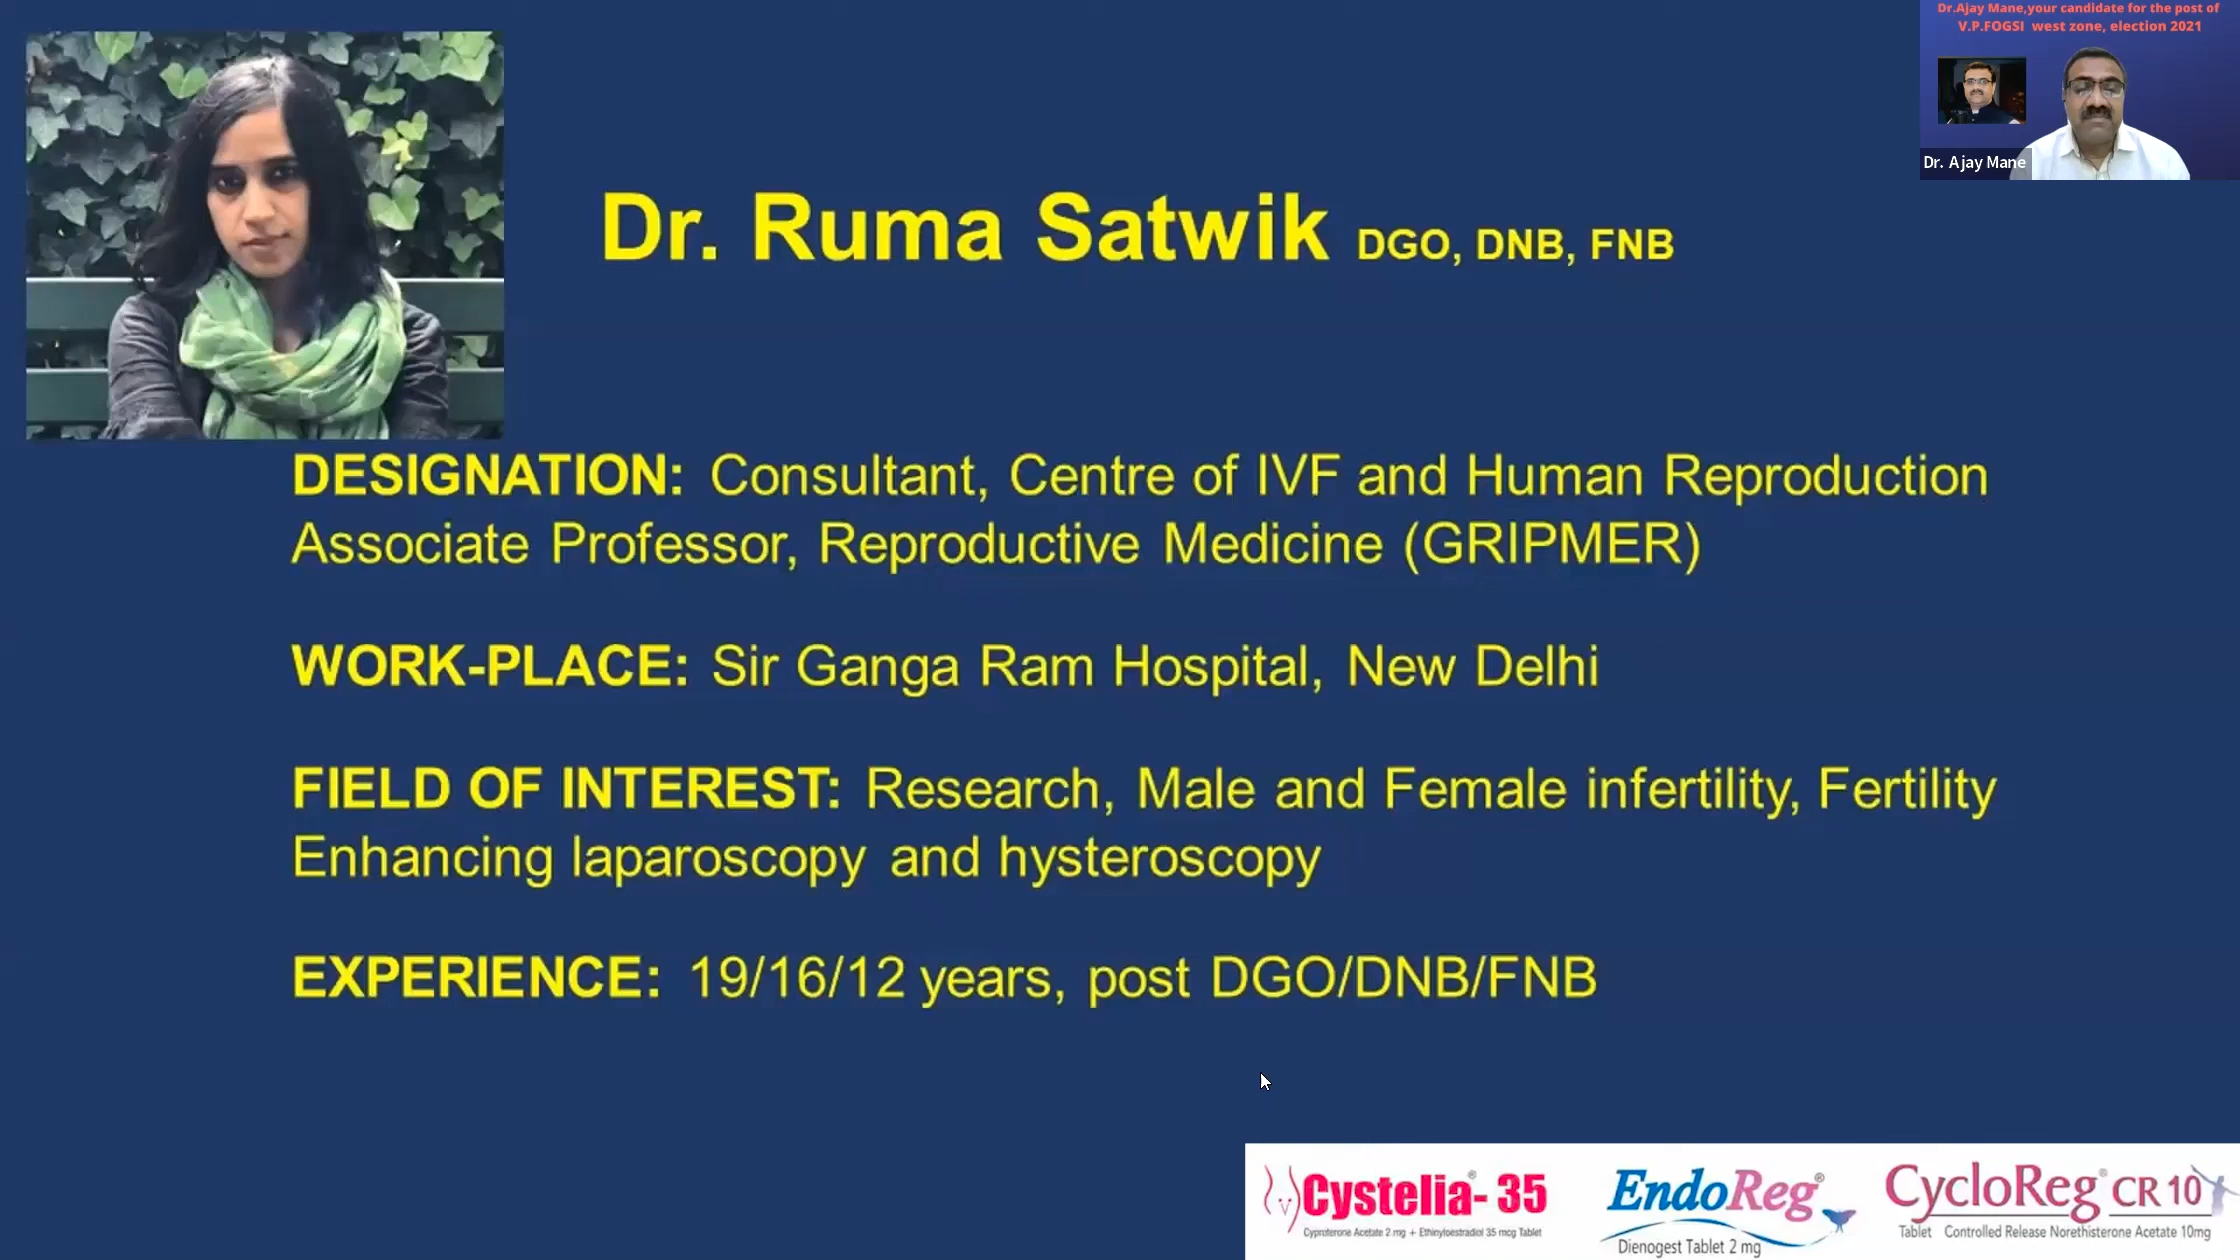 Dr.Ajay Mane,your candidate for the post of
V.P.FOGSI west zone, election 2021
Dr. Ajay Mane
Dr. Ruma Satwik DGO, DNB, FNB
DESIGNATION: Consultant, Centre of IVF and Human Reproduction
Associate Professor, Reproductive Medicine (GRIPMER)
WORK-PLACE: Sir Ganga Ram Hospital, New Delhi
FIELD OF INTEREST: Research, Male and Female infertility, Fertility
Enhancing laparoscopy and hysteroscopy
EXPERIENCE: 19/16/12 years, post DGO/DNB/FNB
Cystelia®- 35
Cyproterone Acetate 2 mg + Ethinyloestradiol 35 mcg Tablet
EndoReg®
Dienogest Tablet 2 mg
CycloReg® CR 10
Tablet Controlled Release Norethisterone Acetate 10mg